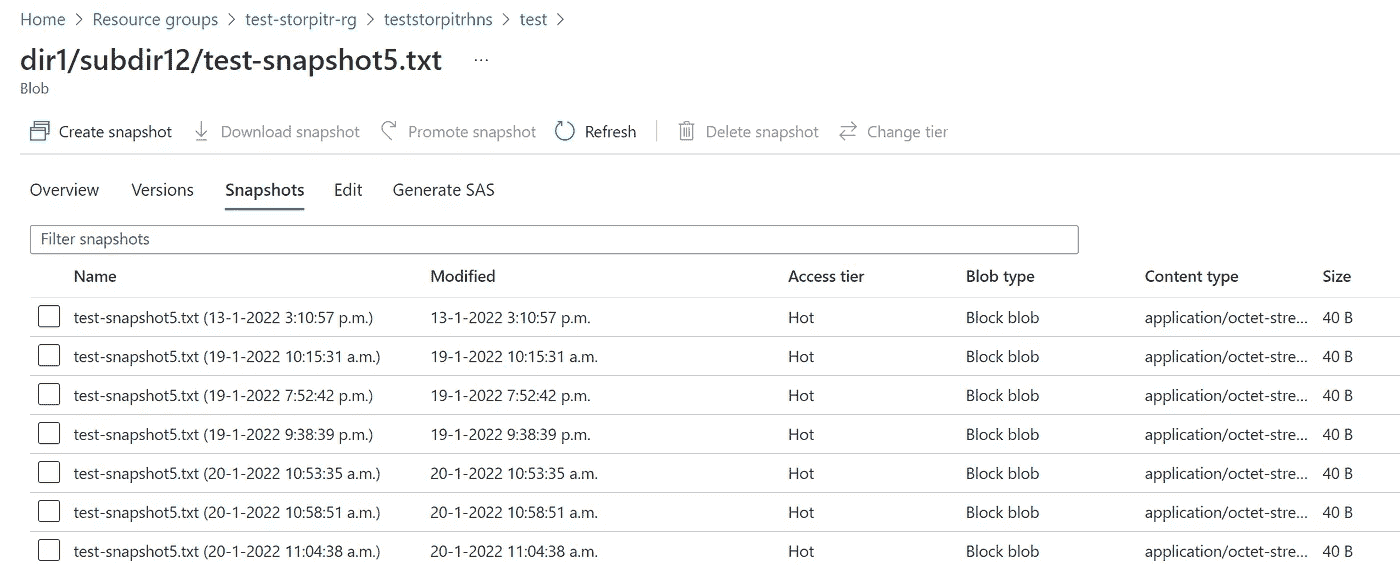 Home > Resource groups > test-storpitr-rg > teststorpitrhns > test >
dir1/subdir12/test-snapshot5.txt ...
Blob
Create snapshot Download snapshot Promote snapshot Refresh Delete snapshot Change tier
Overview Versions Snapshots Edit Generate SAS
Filter snapshots
Name Modified Access tier Blob type Content type Size
test-snapshot5.txt (13-1-2022 3:10:57 p.m.) 13-1-2022 3:10:57 p.m. Hot Block blob application/octet-stre... 40 B
test-snapshot5.txt (19-1-2022 10:15:31 a.m.) 19-1-2022 10:15:31 a.m. Hot Block blob application/octet-stre... 40 B
test-snapshot5.txt (19-1-2022 7:52:42 p.m.) 19-1-2022 7:52:42 p.m. Hot Block blob application/octet-stre... 40 B
test-snapshot5.txt (19-1-2022 9:38:39 p.m.) 19-1-2022 9:38:39 p.m. Hot Block blob application/octet-stre... 40 B
test-snapshot5.txt (20-1-2022 10:53:35 a.m.) 20-1-2022 10:53:35 a.m. Hot Block blob application/octet-stre... 40 B
test-snapshot5.txt (20-1-2022 10:58:51 a.m.) 20-1-2022 10:58:51 a.m. Hot Block blob application/octet-stre... 40 B
test-snapshot5.txt (20-1-2022 11:04:38 a.m.) 20-1-2022 11:04:38 a.m. Hot Block blob application/octet-stre... 40 B